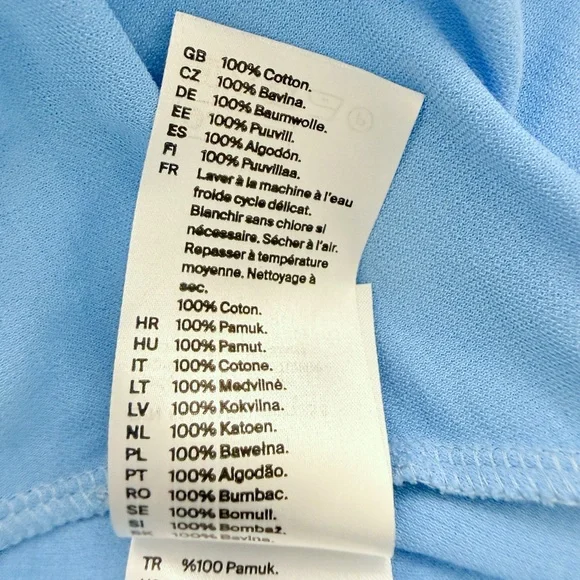 GB 100% Cotton.
CZ 100% Bavlna.
DE 100% Baumwolle.
EE 100% Puuvill.
ES 100% Algodón.
FI 100% Puuvillaa.
FR Laver à la machine à l'eau
froide cycle délicat.
Blanchir sans chlore si
nécessaire. Sécher à l'air.
Repasser à température
moyenne. Nettoyage à
sec.
100% Coton.
HR 100% Pamuk.
HU 100% Pamut.
IT 100% Cotone.
LT 100% Medvilnė.
LV 100% Kokvilna.
NL 100% Katoen.
PL 100% Bawełna.
PT 100% Algodão.
RO 100% Bumbac.
SE 100% Bomull.
SI 100% Bombaž.
100% Bavlna.
TR %100 Pamuk.